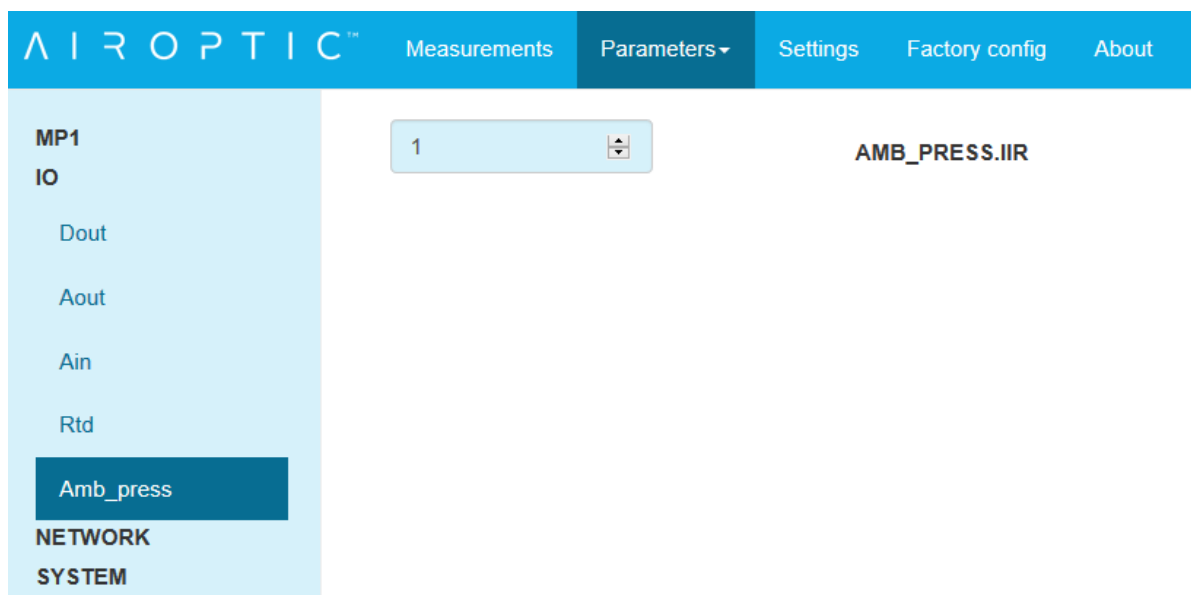 AIROPTIC™ Measurements Parameters Settings Factory config About
MP1
1
AMB_PRESS.IIR
IO
Dout
Aout
Ain
Rtd
Amb_press
NETWORK
SYSTEM